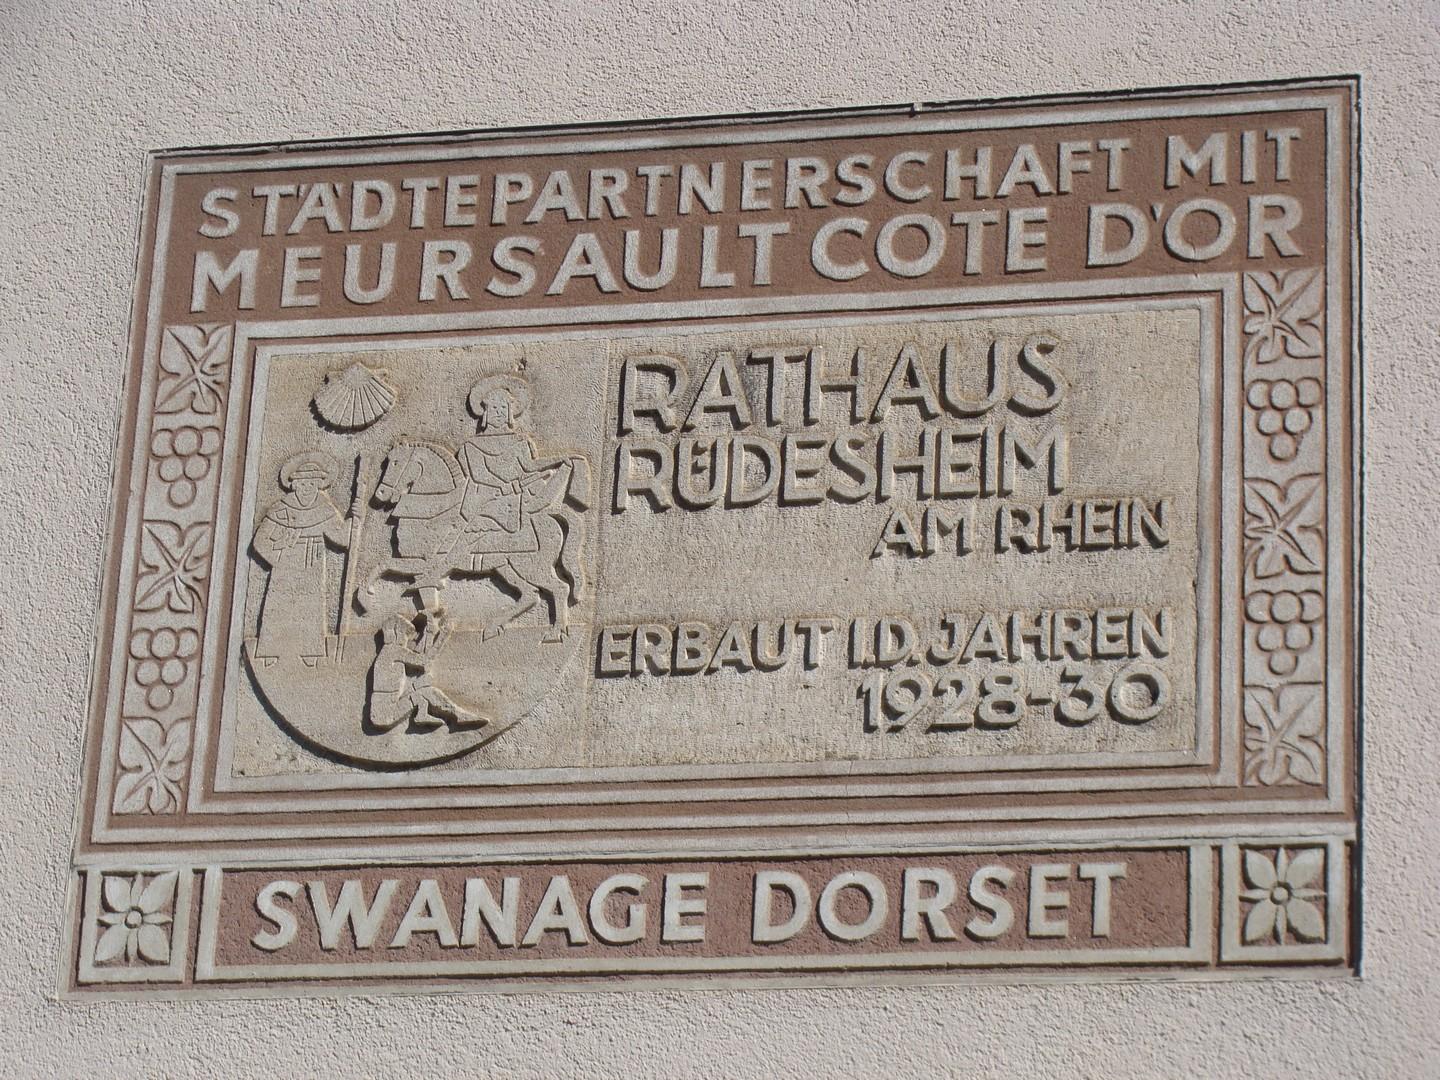 STÄDTEPARTNERSCHAFT MIT
MEURSAULT COTE D'OR
RATHAUS
RÜDESHEIM
AM RHEIN
ERBAUT I.D. JAHREN
1928-30
SWANAGE DORSET